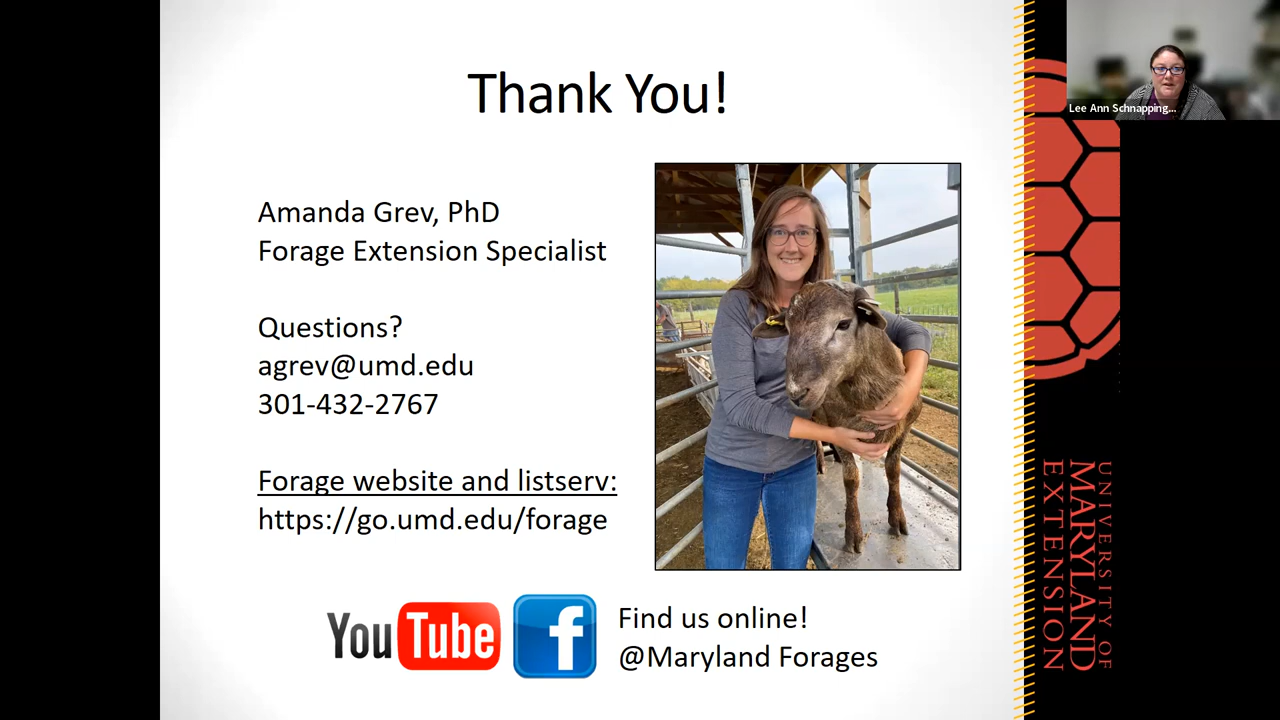 Thank You!
Amanda Grev, PhD
Forage Extension Specialist
Questions?
agrev@umd.edu
301-432-2767
Forage website and listserv:
https://go.umd.edu/forage
YouTube
f
Find us online!
@Maryland Forages
Lee Ann Schnapping...
UNIVERSITY OF
MARYLAND
EXTENSION